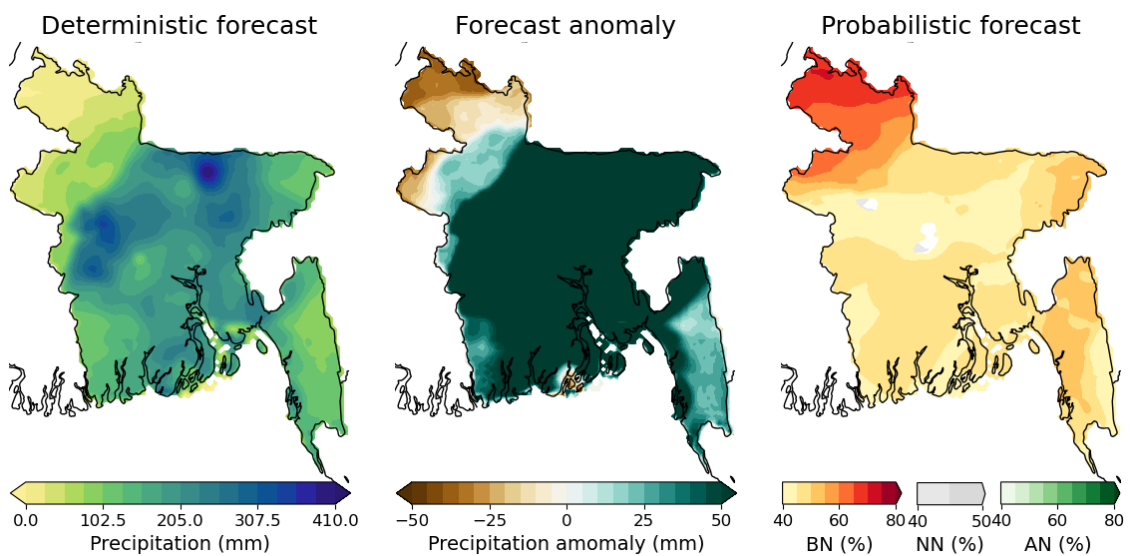 Deterministic forecast
Forecast anomaly
Probabilistic forecast
0.0 102.5 205.0 307.5 410.0
Precipitation (mm)
−50 −25 0 25 50
Precipitation amomaly (mm)
40 60 80
BN (%)
40 50
NN (%)
40 60 80
AN (%)